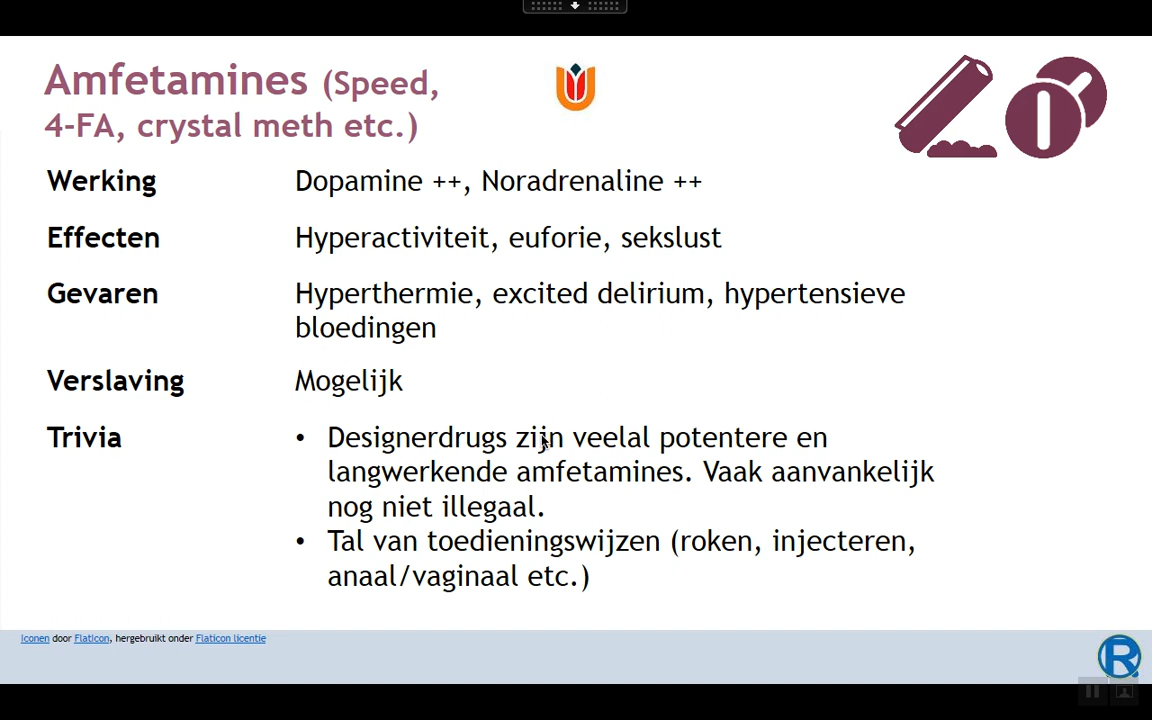 Amfetamines (Speed,
4-FA, crystal meth etc.)
Werking Dopamine ++, Noradrenaline ++
Effecten Hyperactiviteit, euforie, sekslust
Gevaren Hyperthermie, excited delirium, hypertensieve
bloedingen
Verslaving Mogelijk
Trivia • Designerdrugs zijn veelal potentere en
langwerkende amfetamines. Vaak aanvankelijk
nog niet illegaal.
• Tal van toedieningswijzen (roken, injecteren,
anaal/vaginaal etc.)
Iconen door Flaticon, hergebruikt onder Flaticon licentie
R